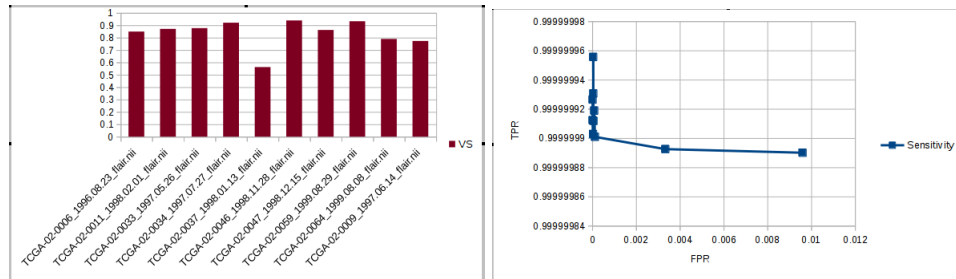 1
0.9
0.8
0.7
0.6
0.5
0.4
0.3
0.2
0.1
0
VS
TCGA-02-0006_1996.08.23_flair.nii
TCGA-02-0011_1998.02.01_flair.nii
TCGA-02-0033_1997.05.26_flair.nii
TCGA-02-0034_1997.07.27_flair.nii
TCGA-02-0037_1998.01.13_flair.nii
TCGA-02-0046_1998.11.28_flair.nii
TCGA-02-0047_1998.12.15_flair.nii
TCGA-02-0059_1999.08.29_flair.nii
TCGA-02-0064_1999.08.08_flair.nii
TCGA-02-0009_1997.06.14_flair.nii
0.99999998
0.99999996
0.99999994
0.99999992
0.9999999
0.99999988
0.99999986
0.99999984
TPR
0
0.002
0.004
0.006
0.008
0.01
0.012
FPR
Sensitivity